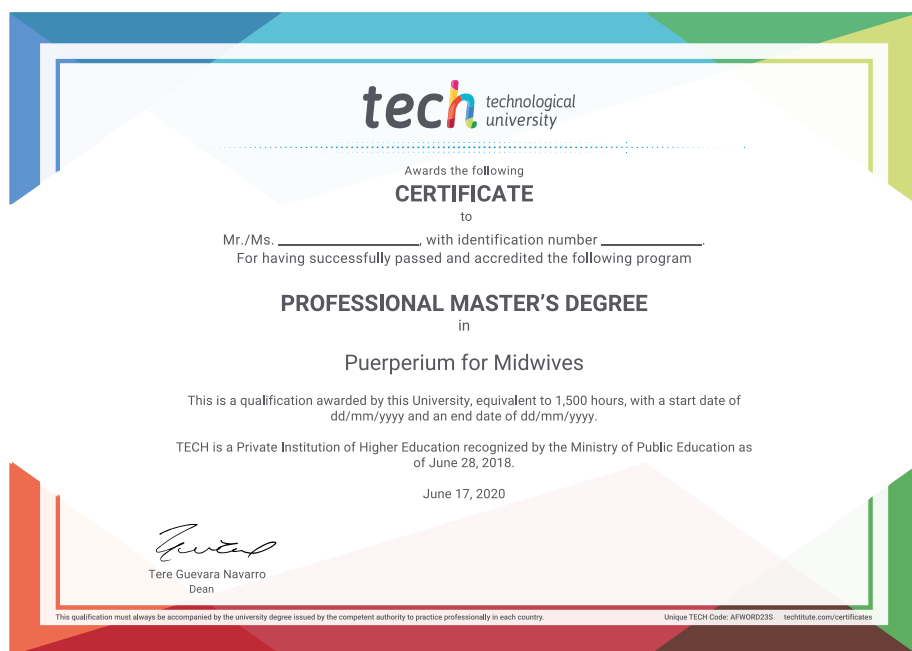 tech technological
university
Awards the following
CERTIFICATE
to
Mr./Ms. ____________________, with identification number ______________.
For having successfully passed and accredited the following program
PROFESSIONAL MASTER'S DEGREE
in
Puerperium for Midwives
This is a qualification awarded by this University, equivalent to 1,500 hours, with a start date of
dd/mm/yyyy and an end date of dd/mm/yyyy.
TECH is a Private Institution of Higher Education recognized by the Ministry of Public Education as
of June 28, 2018.
June 17, 2020
Tere Guevara Navarro
Dean
This qualification must always be accompanied by the university degree issued by the competent authority to practice professionally in each country. Unique TECH Code: AFWORD23S techtitute.com/certificates